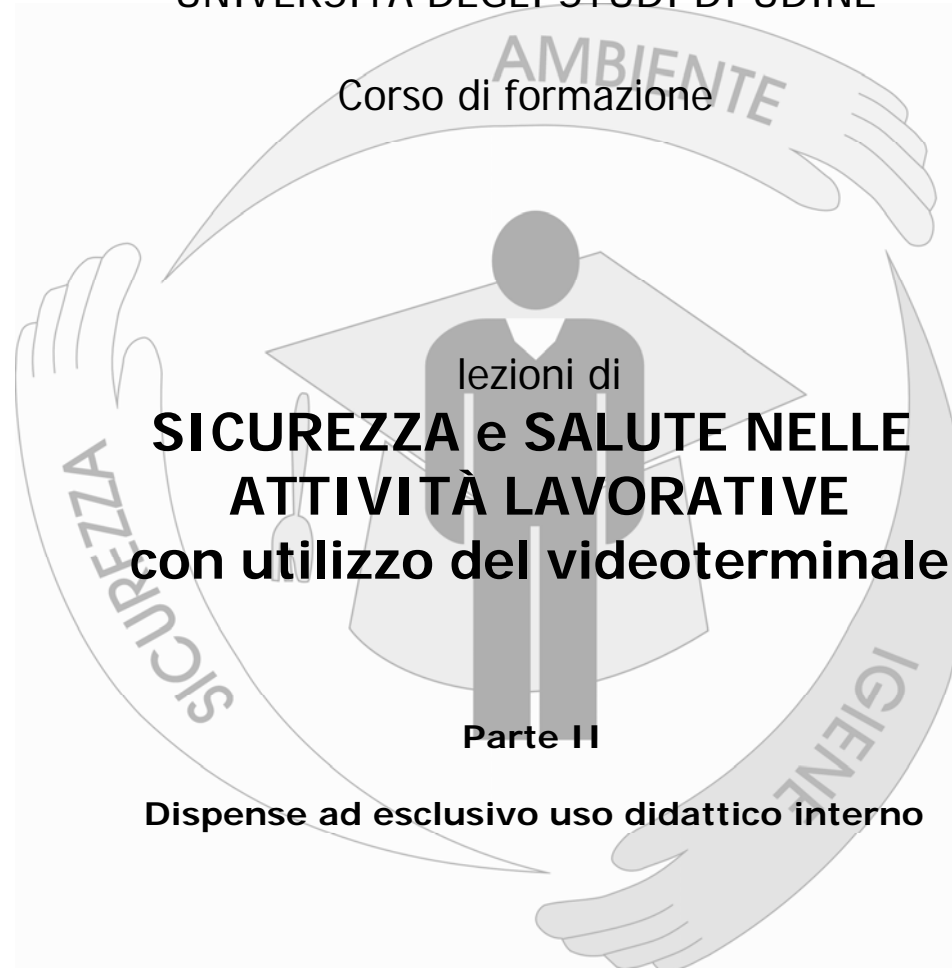 UNIVERSITÀ DEGLI STUDI DI UDINE
AMBIENTE
Corso di formazione
lezioni di
SICUREZZA e SALUTE NELLE
ATTIVITÀ LAVORATIVE
con utilizzo del videoterminale
SICUREZZA
IGIENE
Parte II
Dispense ad esclusivo uso didattico interno